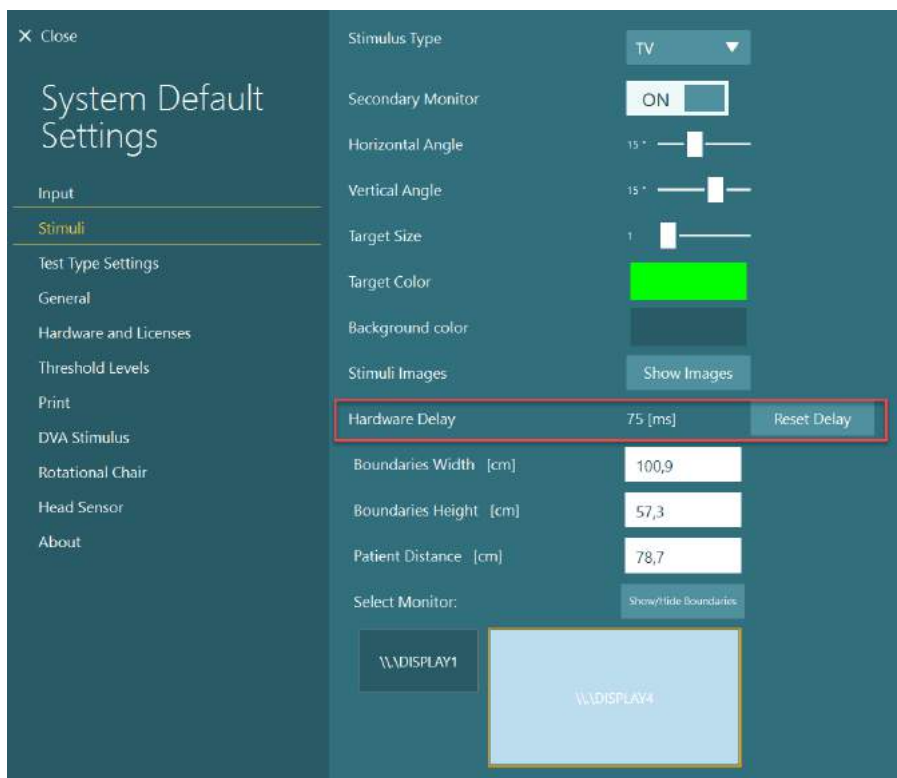 ✕ Close
System Default
Settings
Input
Stimuli
Test Type Settings
General
Hardware and Licenses
Threshold Levels
Print
DVA Stimulus
Rotational Chair
Head Sensor
About
Stimulus Type TV
Secondary Monitor ON
Horizontal Angle 15 °
Vertical Angle 15 °
Target Size 1
Target Color
Background color
Stimuli Images Show Images
Hardware Delay 75 [ms] Reset Delay
Boundaries Width [cm] 100,9
Boundaries Height [cm] 57,3
Patient Distance [cm] 78,7
Select Monitor: Show/Hide Boundaries
\\.\DISPLAY1
\\.\DISPLAY4